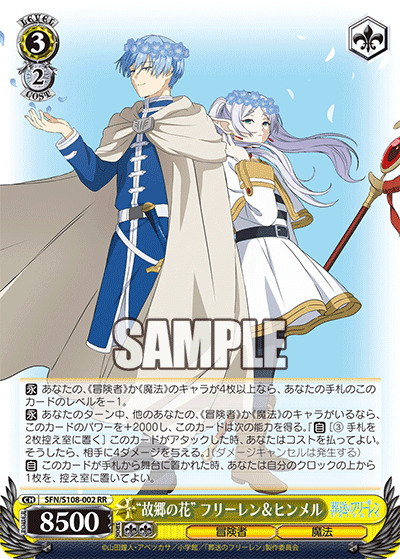 LEVEL
3
2
COST
SAMPLE
永 あなたの、《冒険者》か《魔法》のキャラが4枚以上なら、あなたの手札のこの
カードのレベルを－1。
永 あなたのターン中、他のあなたの、《冒険者》か《魔法》のキャラがいるなら、
このカードのパワーを+2000し、このカードは次の能力を得る。『自［③ 手札を
2枚控え室に置く］このカードがアタックした時、あなたはコストを払ってよい。
そうしたら、相手に4ダメージを与える。』（ダメージキャンセルは発生する）
自 このカードが手札から舞台に置かれた時、あなたは自分のクロックの上から
1枚を、控え室に置いてよい。
CH SFN/S108-002 RR
8500
“故郷の花” フリーレン＆ヒンメル
葬送のフリーレン
冒険者
魔法
©山田鐘人・アベツカサ／小学館／「葬送のフリーレン」製作委員会